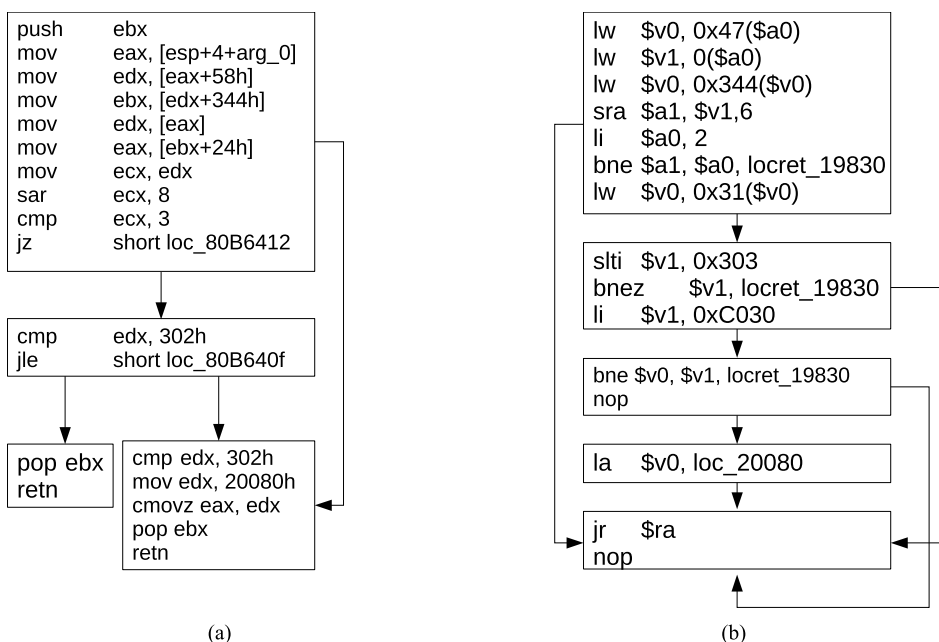 push ebx
mov eax, [esp+4+arg_0]
mov edx, [eax+58h]
mov ebx, [edx+344h]
mov edx, [eax]
mov eax, [ebx+24h]
mov ecx, edx
sar ecx, 8
cmp ecx, 3
jz short loc_80B6412
cmp edx, 302h
jle short loc_80B640f
pop ebx
retn
cmp edx, 302h
mov edx, 20080h
cmovz eax, edx
pop ebx
retn
(a)
lw $v0, 0x47($a0)
lw $v1, 0($a0)
lw $v0, 0x344($v0)
sra $a1, $v1,6
li $a0, 2
bne $a1, $a0, locret_19830
lw $v0, 0x31($v0)
slti $v1, 0x303
bnez $v1, locret_19830
li $v1, 0xC030
bne $v0, $v1, locret_19830
nop
la $v0, loc_20080
jr $ra
nop
(b)